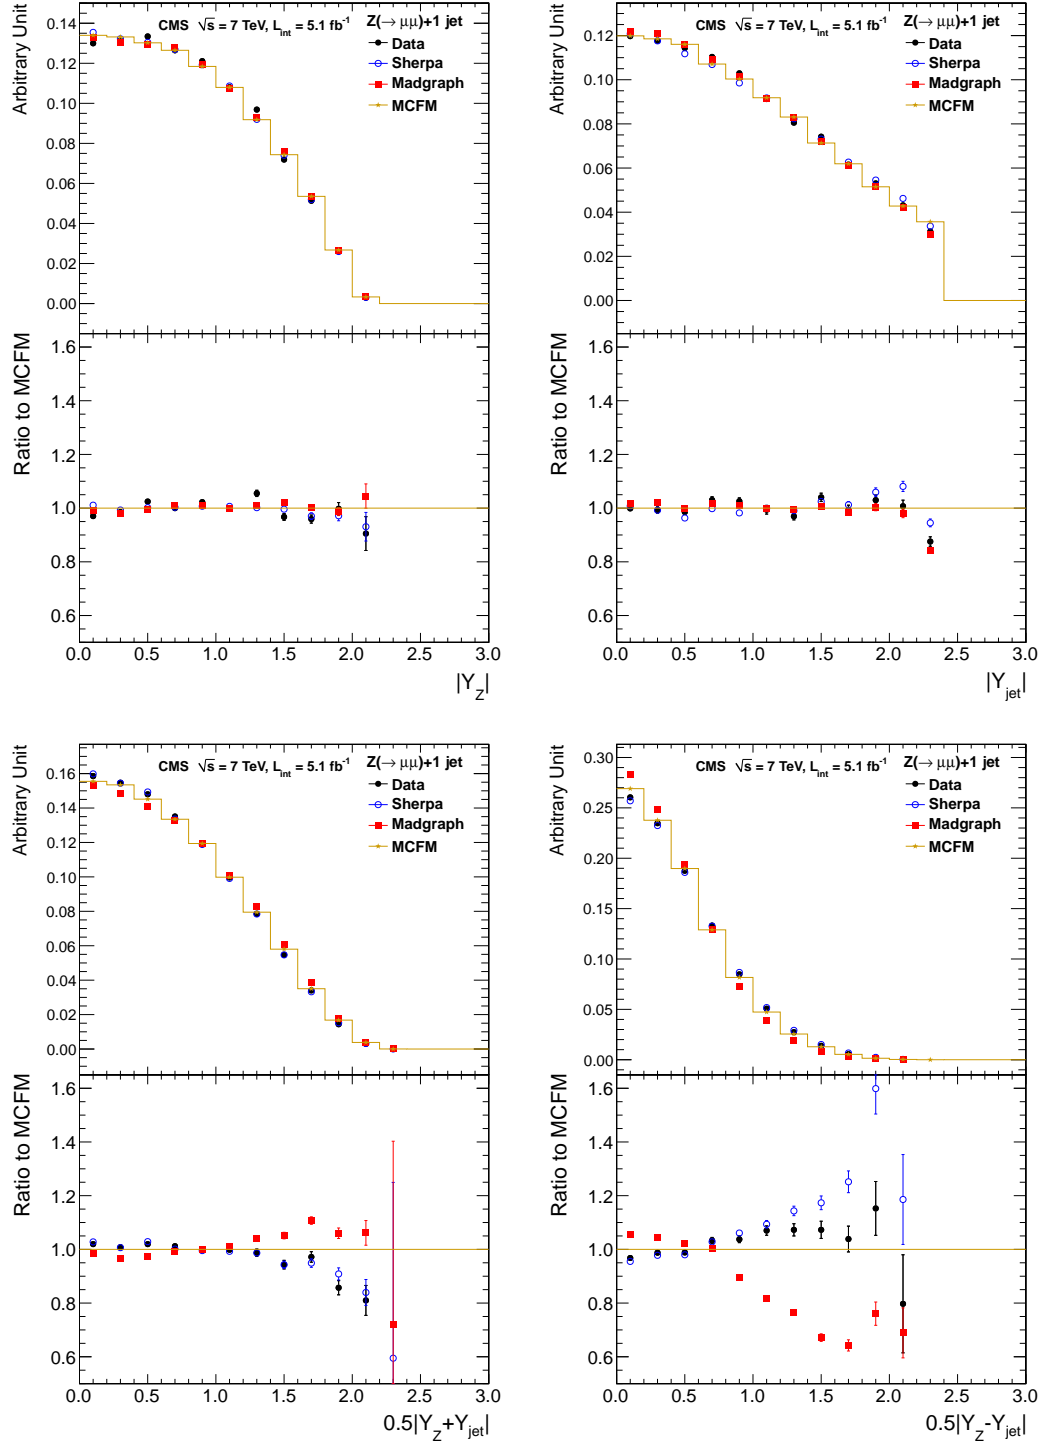 Arbitrary Unit
0.14
0.12
0.10
0.08
0.06
0.04
0.02
0.00
CMS √s = 7 TeV, L_int = 5.1 fb⁻¹
Z(→ μμ)+1 jet
Data
Sherpa
Madgraph
MCFM
Ratio to MCFM
1.6
1.4
1.2
1.0
0.8
0.6
0.0 0.5 1.0 1.5 2.0 2.5 3.0
|Y_Z|
Arbitrary Unit
0.12
0.10
0.08
0.06
0.04
0.02
0.00
CMS √s = 7 TeV, L_int = 5.1 fb⁻¹
Z(→ μμ)+1 jet
Data
Sherpa
Madgraph
MCFM
Ratio to MCFM
1.6
1.4
1.2
1.0
0.8
0.6
0.0 0.5 1.0 1.5 2.0 2.5 3.0
|Y_jet|
Arbitrary Unit
0.16
0.14
0.12
0.10
0.08
0.06
0.04
0.02
0.00
CMS √s = 7 TeV, L_int = 5.1 fb⁻¹
Z(→ μμ)+1 jet
Data
Sherpa
Madgraph
MCFM
Ratio to MCFM
1.6
1.4
1.2
1.0
0.8
0.6
0.0 0.5 1.0 1.5 2.0 2.5 3.0
0.5|Y_Z+Y_jet|
Arbitrary Unit
0.30
0.25
0.20
0.15
0.10
0.05
0.00
CMS √s = 7 TeV, L_int = 5.1 fb⁻¹
Z(→ μμ)+1 jet
Data
Sherpa
Madgraph
MCFM
Ratio to MCFM
1.6
1.4
1.2
1.0
0.8
0.6
0.0 0.5 1.0 1.5 2.0 2.5 3.0
0.5|Y_Z-Y_jet|